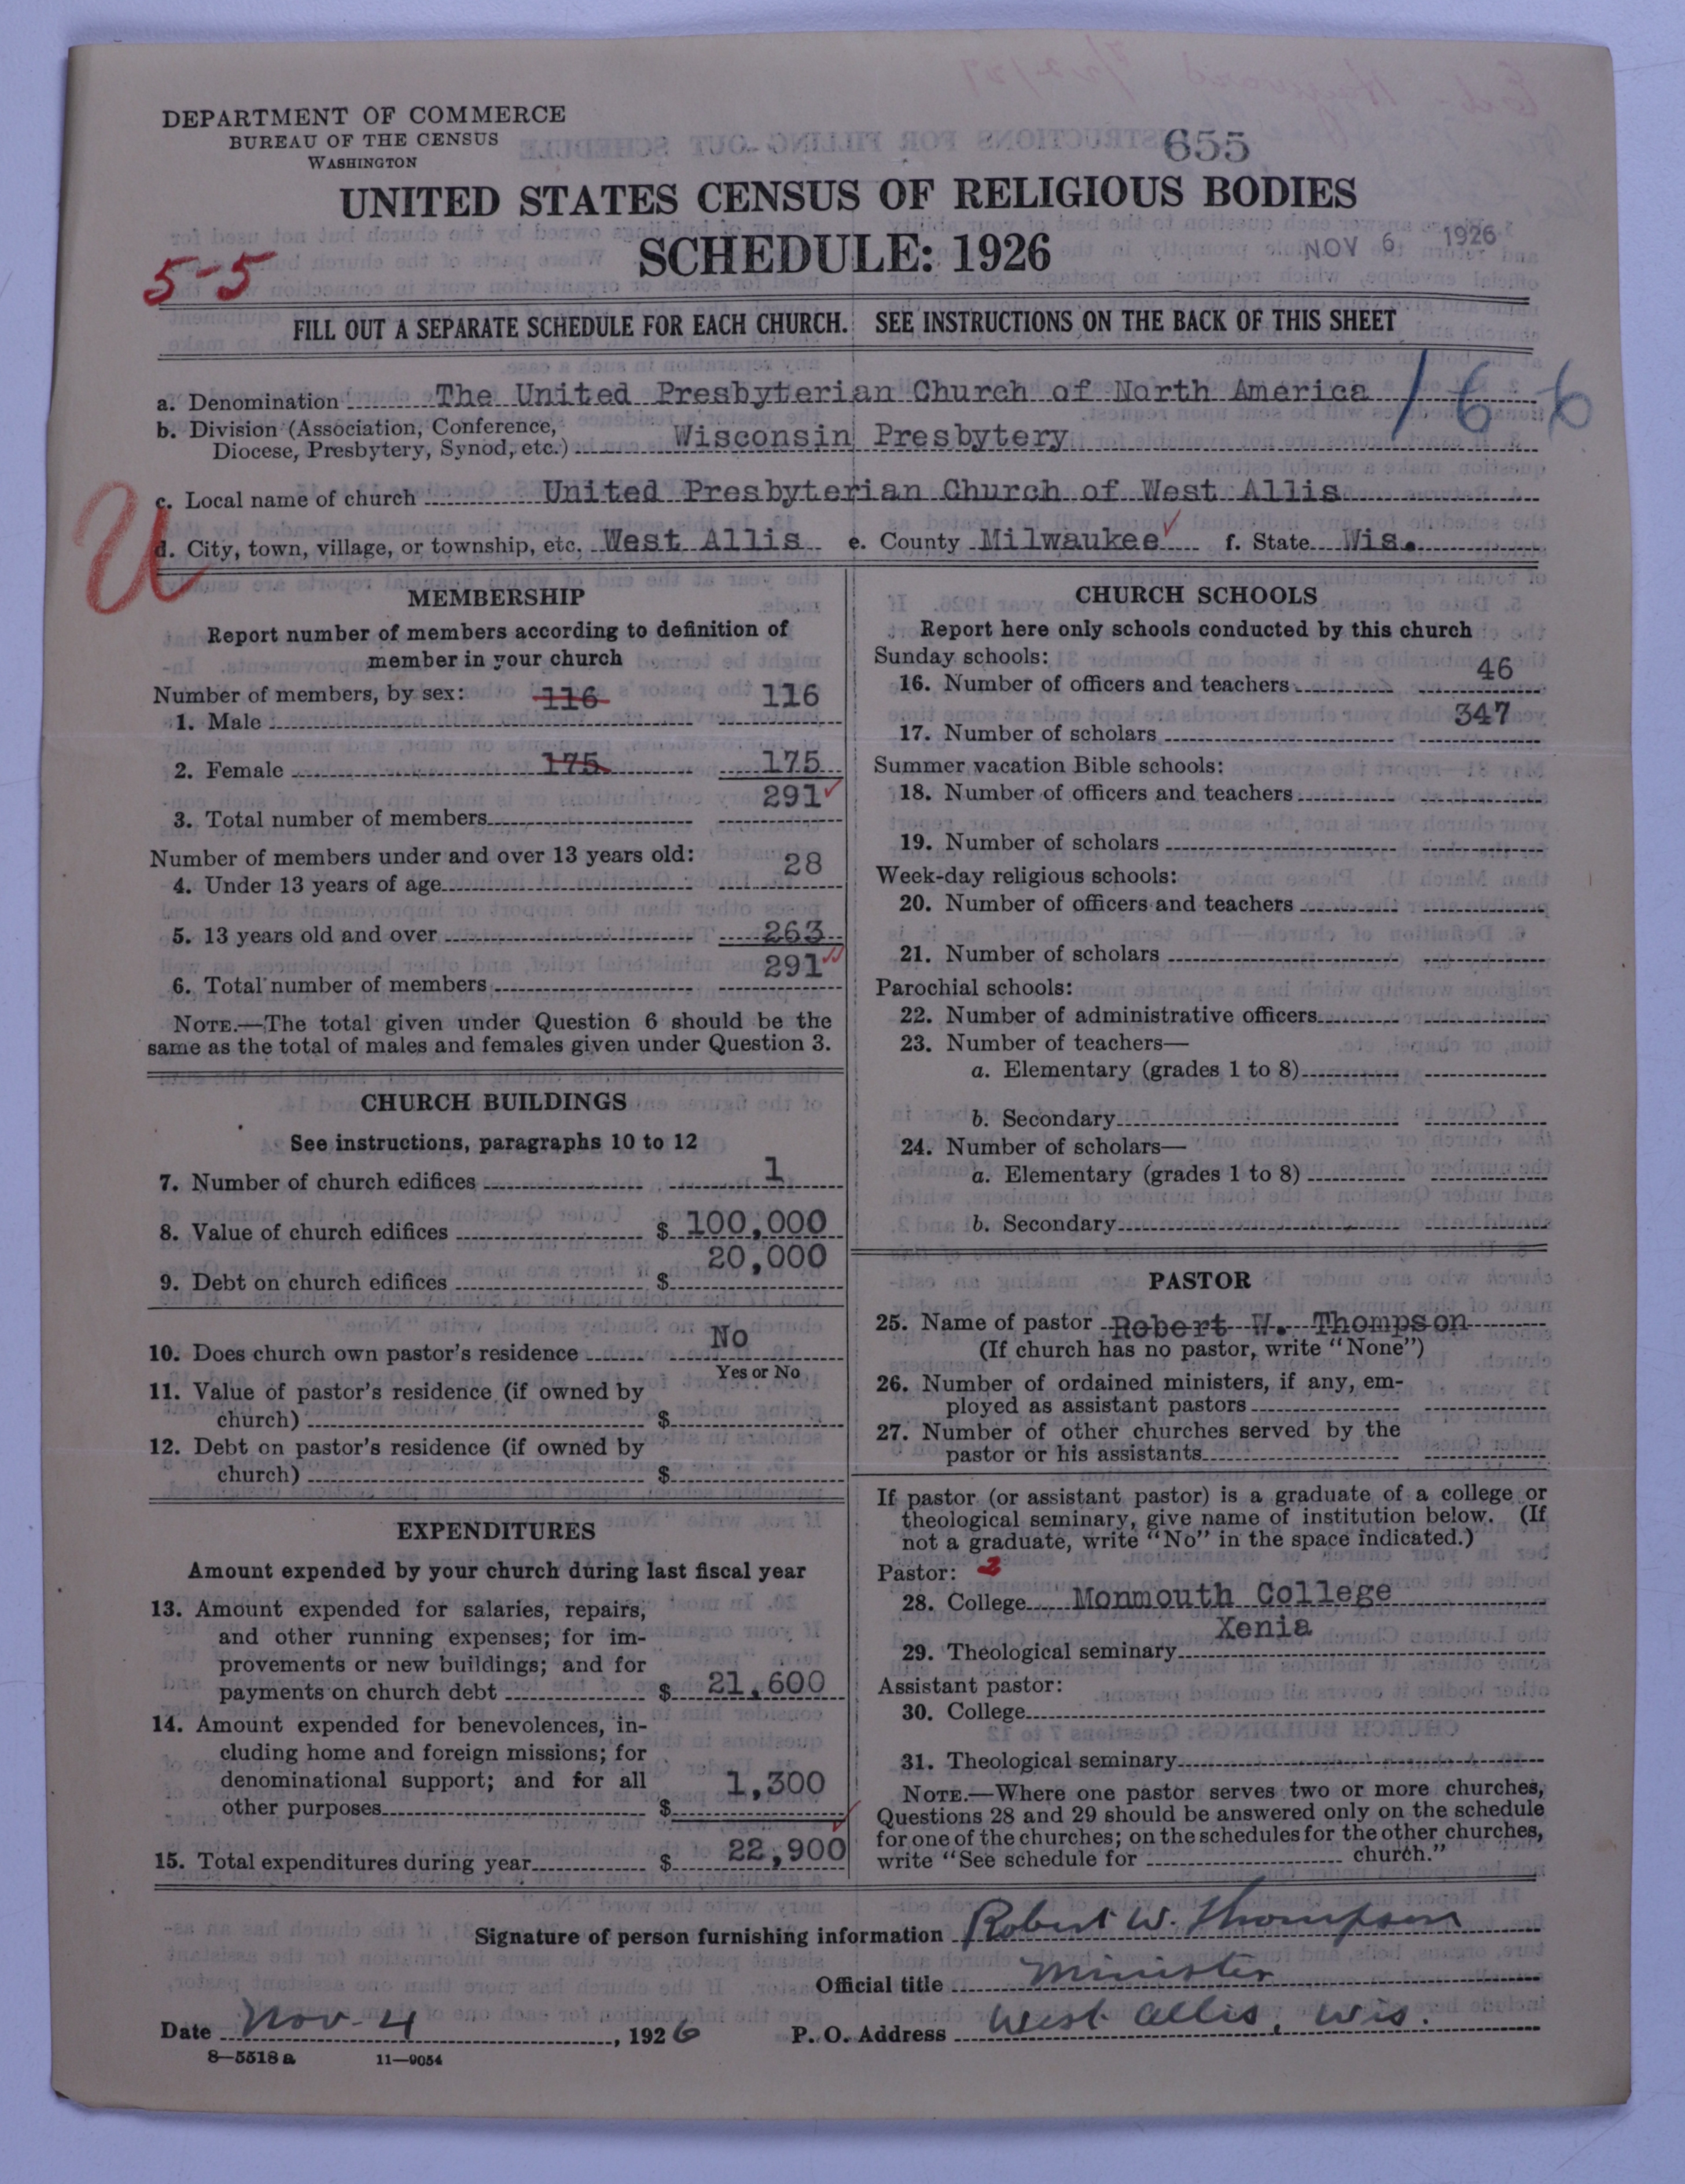 DEPARTMENT OF COMMERCE
BUREAU OF THE CENSUS
WASHINGTON
655
UNITED STATES CENSUS OF RELIGIOUS BODIES
SCHEDULE: 1926
NOV 6 1926
5-5
FILL OUT A SEPARATE SCHEDULE FOR EACH CHURCH. SEE INSTRUCTIONS ON THE BACK OF THIS SHEET
166
a. Denomination The United Presbyterian Church of North America
b. Division (Association, Conference,
Diocese, Presbytery, Synod, etc.) Wisconsin Presbytery
c. Local name of church United Presbyterian Church of West Allis
U
d. City, town, village, or township, etc. West Allis e. County Milwaukee f. State Wis.
MEMBERSHIP
Report number of members according to definition of
member in your church
Number of members, by sex:
1. Male 116 116
2. Female 175 175
3. Total number of members 291
Number of members under and over 13 years old:
4. Under 13 years of age 28
5. 13 years old and over 263
6. Total number of members 291
NOTE.—The total given under Question 6 should be the
same as the total of males and females given under Question 3.
CHURCH BUILDINGS
See instructions, paragraphs 10 to 12
7. Number of church edifices 1
8. Value of church edifices $ 100,000
9. Debt on church edifices $ 20,000
10. Does church own pastor's residence No
Yes or No
11. Value of pastor's residence (if owned by
church) $
12. Debt on pastor's residence (if owned by
church) $
EXPENDITURES
Amount expended by your church during last fiscal year
13. Amount expended for salaries, repairs,
and other running expenses; for im-
provements or new buildings; and for
payments on church debt $ 21,600
14. Amount expended for benevolences, in-
cluding home and foreign missions; for
denominational support; and for all
other purposes $ 1,300
15. Total expenditures during year $ 22,900
CHURCH SCHOOLS
Report here only schools conducted by this church
Sunday schools:
16. Number of officers and teachers 46
17. Number of scholars 347
Summer vacation Bible schools:
18. Number of officers and teachers
19. Number of scholars
Week-day religious schools:
20. Number of officers and teachers
21. Number of scholars
Parochial schools:
22. Number of administrative officers
23. Number of teachers—
a. Elementary (grades 1 to 8)
b. Secondary
24. Number of scholars—
a. Elementary (grades 1 to 8)
b. Secondary
PASTOR
25. Name of pastor Robert W. Thompson
(If church has no pastor, write "None")
26. Number of ordained ministers, if any, em-
ployed as assistant pastors
27. Number of other churches served by the
pastor or his assistants
If pastor (or assistant pastor) is a graduate of a college or
theological seminary, give name of institution below. (If
not a graduate, write "No" in the space indicated.)
Pastor:
28. College Monmouth College
29. Theological seminary Xenia
Assistant pastor:
30. College
31. Theological seminary
NOTE.—Where one pastor serves two or more churches,
Questions 28 and 29 should be answered only on the schedule
for one of the churches; on the schedules for the other churches,
write "See schedule for church."
Signature of person furnishing information Robert W. Thompson
Official title Minister
Date Nov. 4, 1926 P. O. Address West Allis, Wis.
8—5518 a 11—9054